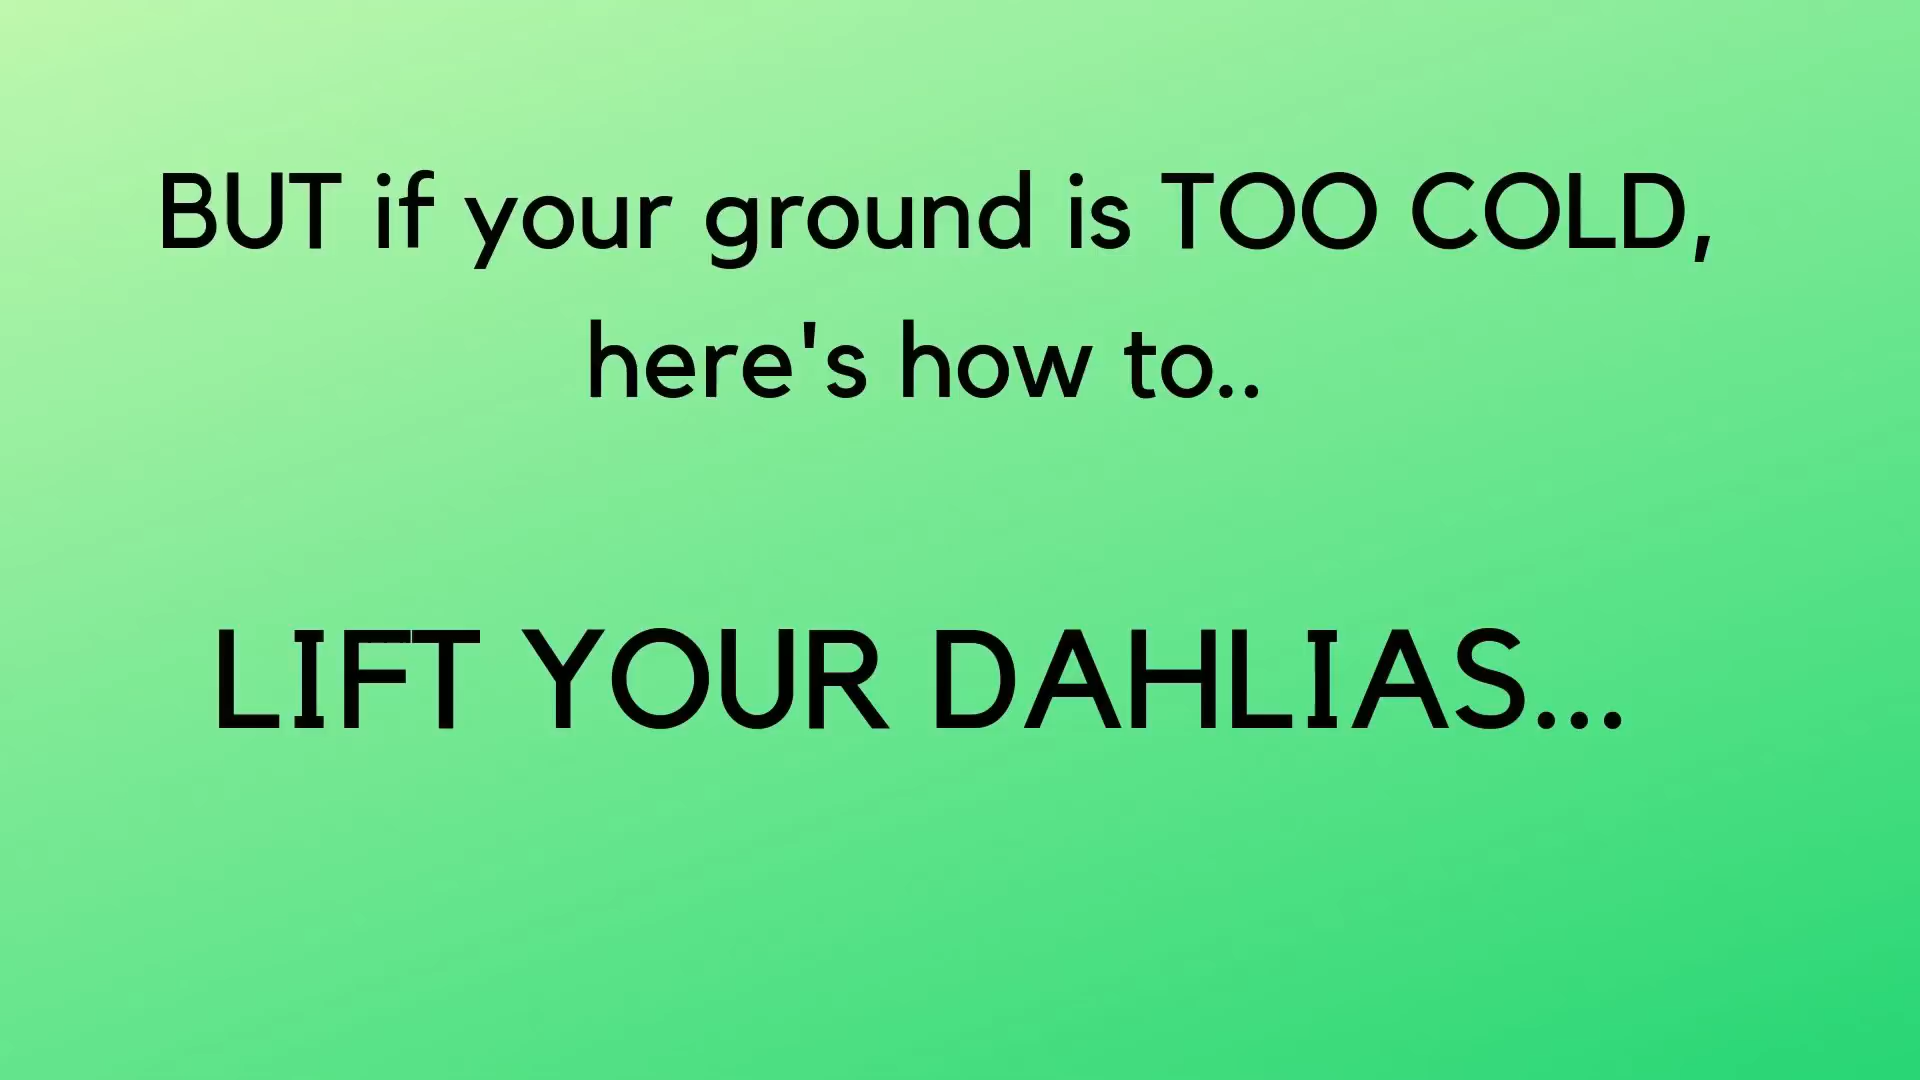 BUT if your ground is TOO COLD,
here's how to..
LIFT YOUR DAHLIAS...